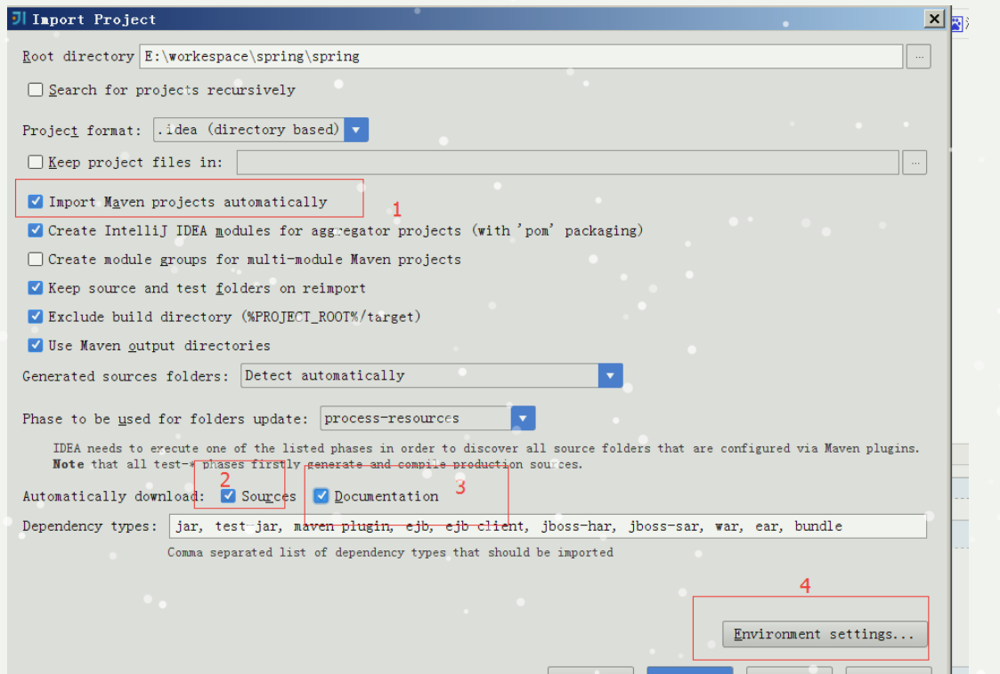 Import Project
Root directory E:\workespace\spring\spring ...
Search for projects recursively
Project format: .idea (directory based)
Keep project files in: ...
Import Maven projects automatically
1
Create IntelliJ IDEA modules for aggregator projects (with 'pom' packaging)
Create module groups for multi-module Maven projects
Keep source and test folders on reimport
Exclude build directory (%PROJECT_ROOT%/target)
Use Maven output directories
Generated sources folders: Detect automatically
Phase to be used for folders update: process-resources
IDEA needs to execute one of the listed phases in order to discover all source folders that are configured via Maven plugins.
Note that all test-* phases firstly generate and compile production sources.
2 3
Automatically download: Sources Documentation
Dependency types: jar, test-jar, maven-plugin, ejb, ejb-client, jboss-har, jboss-sar, war, ear, bundle
Comma separated list of dependency types that should be imported
4
Environment settings...